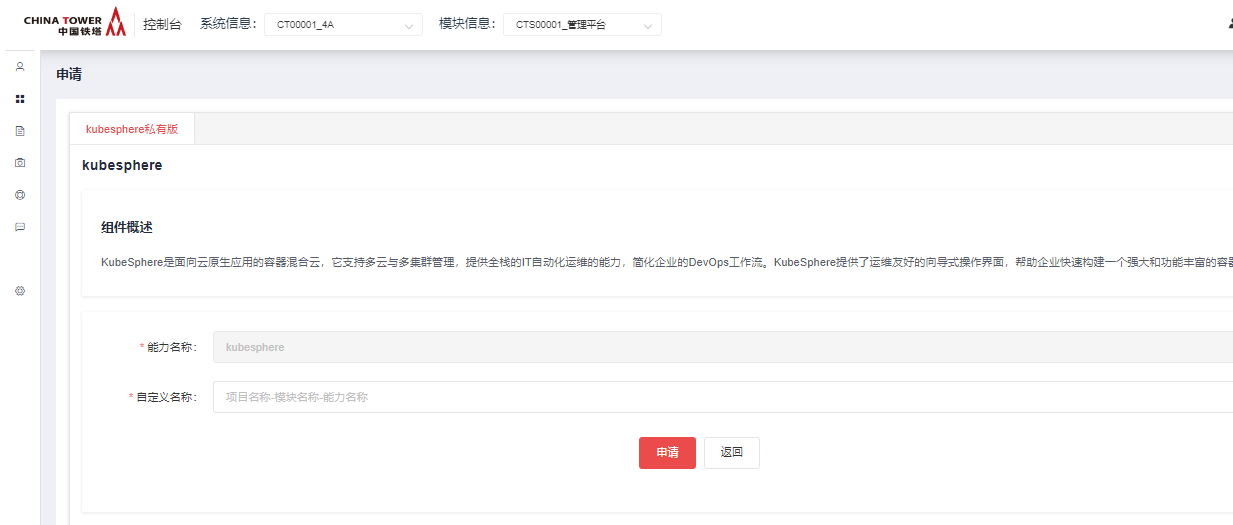 CHINA TOWER
中国铁塔
控制台 系统信息： CT00001_4A 模块信息： CTS00001_管理平台
申请
kubesphere私有版
kubesphere
组件概述
KubeSphere是面向云原生应用的容器混合云，它支持多云与多集群管理，提供全栈的IT自动化运维的能力，简化企业的DevOps工作流。KubeSphere提供了运维友好的向导式操作界面，帮助企业快速构建一个强大和功能丰富的容器
* 能力名称： kubesphere
* 自定义名称： 项目名称-模块名称-能力名称
申请 返回